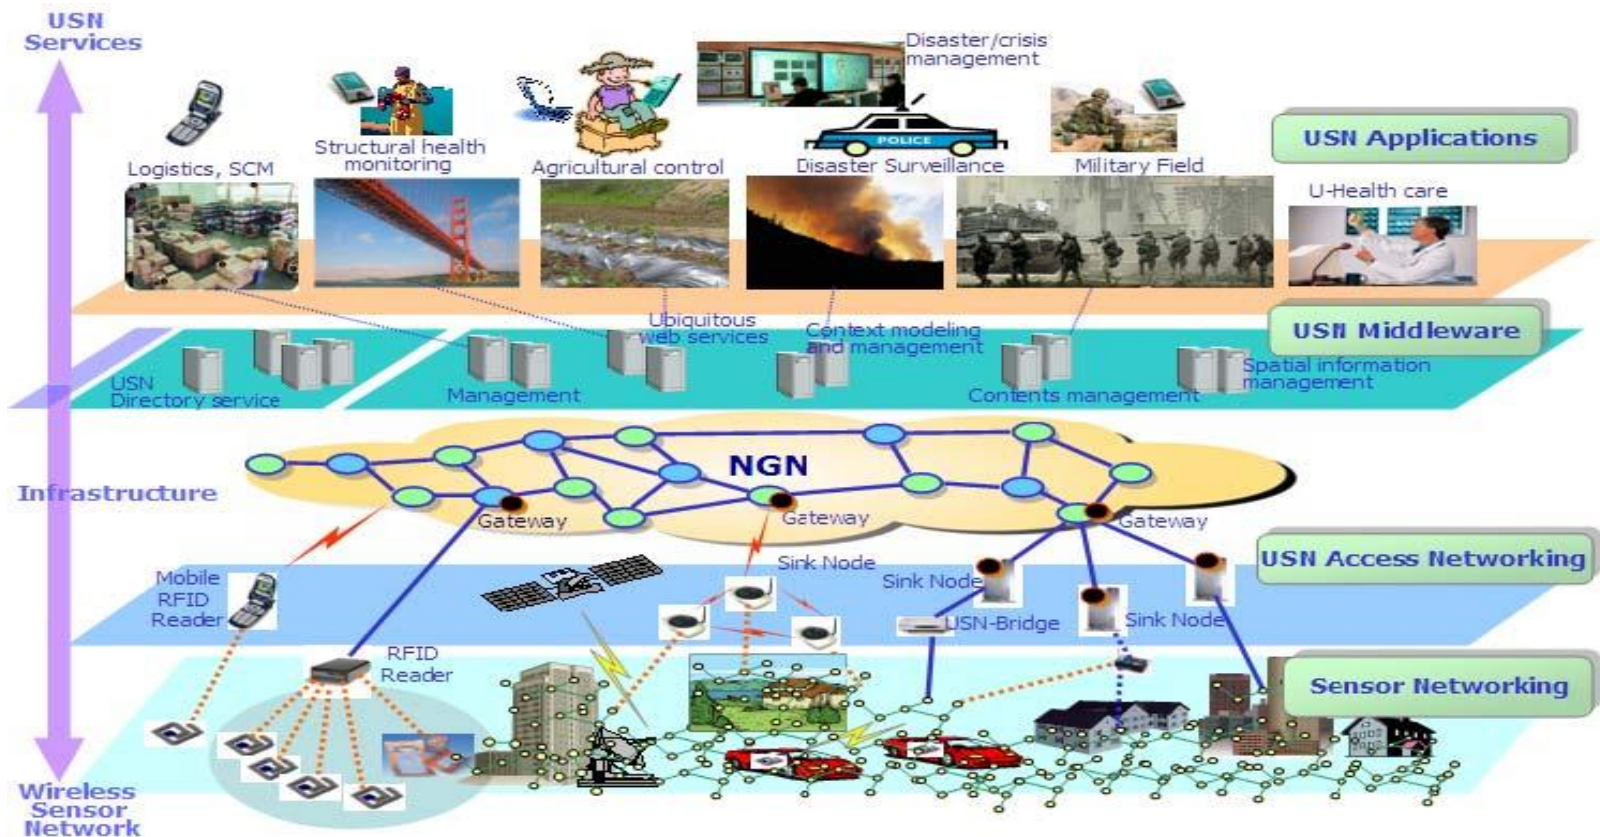 USN
Services
Disaster/crisis
management
Structural health
monitoring
Logistics, SCM
Agricultural control
POLICE
Disaster Surveillance
Military Field
USN Applications
U-Health care
Ubiquitous
web services
Context modeling
and management
USN Middleware
USN
Directory service
Management
Contents management
Spatial information
management
NGN
Infrastructure
Gateway
Gateway
Gateway
USN Access Networking
Mobile
RFID
Reader
Sink Node
Sink Node
USN-Bridge
Sink Node
RFID
Reader
Sensor Networking
Wireless
Sensor
Network